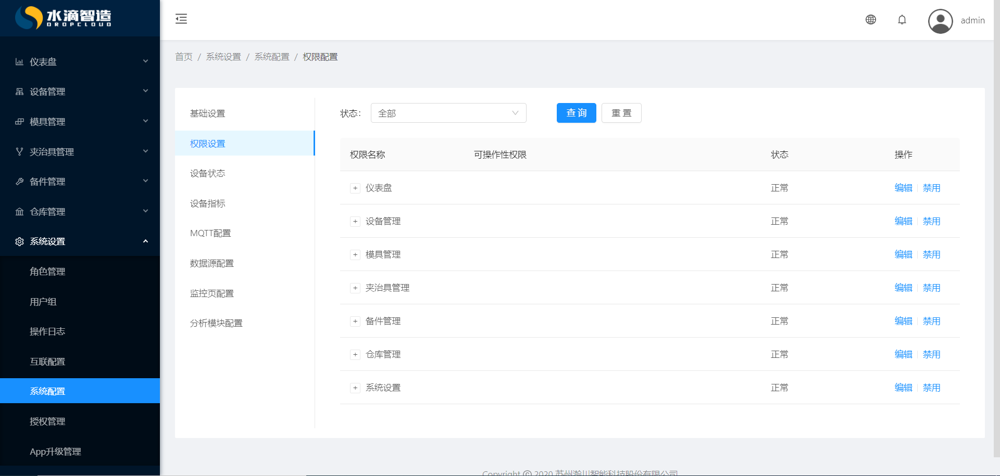 水滴智造
DROPCLOUD
仪表盘
设备管理
模具管理
夹治具管理
备件管理
仓库管理
系统设置
角色管理
用户组
操作日志
互联配置
系统配置
授权管理
App升级管理
admin
首页 / 系统设置 / 系统配置 / 权限配置
基础设置
权限设置
设备状态
设备指标
MQTT配置
数据源配置
监控页配置
分析模块配置
状态: 全部 查 询 重 置
权限名称 可操作性权限 状态 操作
仪表盘 正常 编辑 禁用
设备管理 正常 编辑 禁用
模具管理 正常 编辑 禁用
夹治具管理 正常 编辑 禁用
备件管理 正常 编辑 禁用
仓库管理 正常 编辑 禁用
系统设置 正常 编辑 禁用
Copyright © 2020 苏州瀚川智能科技股份有限公司